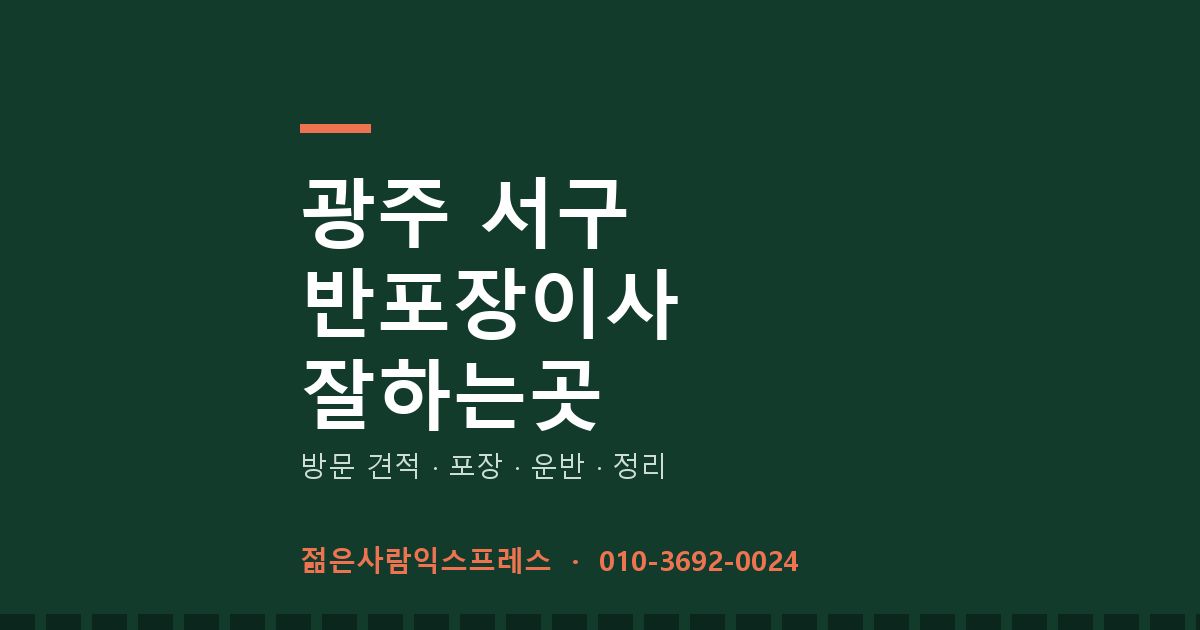 광주 서구
반포장이사
잘하는곳
방문 견적 · 포장 · 운반 · 정리
젊은사람익스프레스 · 010-3692-0024